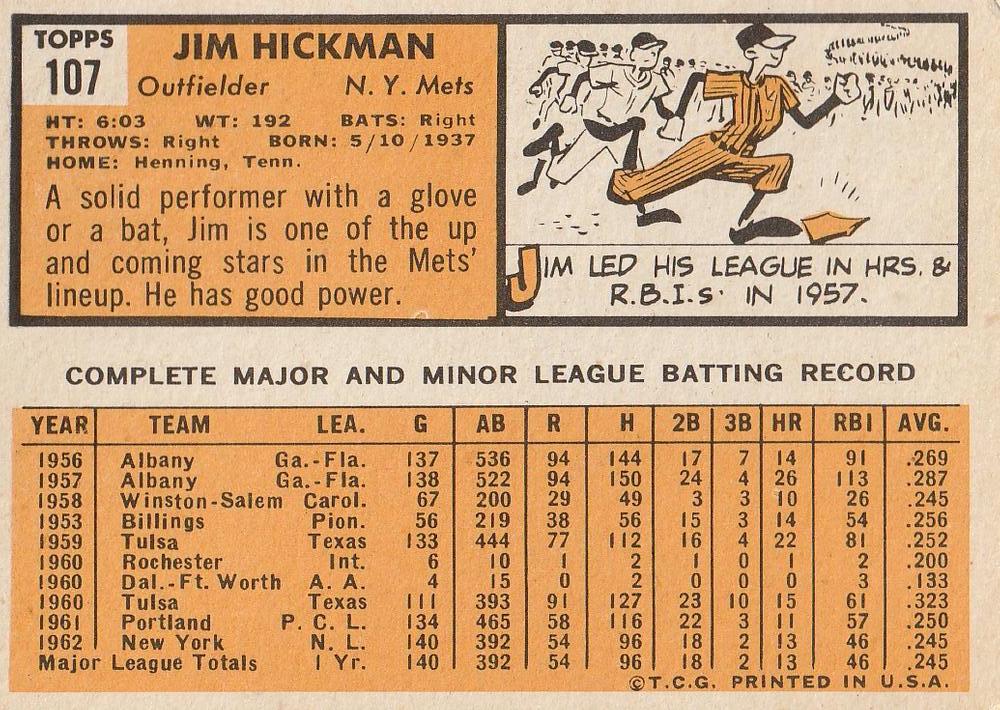 TOPPS
107
JIM HICKMAN
Outfielder N. Y. Mets
HT: 6:03 WT: 192 BATS: Right
THROWS: Right BORN: 5/10/1937
HOME: Henning, Tenn.
A solid performer with a glove
or a bat, Jim is one of the up
and coming stars in the Mets'
lineup. He has good power.
JIM LED HIS LEAGUE IN HRS. &
R.B.I.s. IN 1957.
COMPLETE MAJOR AND MINOR LEAGUE BATTING RECORD
YEAR TEAM LEA. G AB R H 2B 3B HR RBI AVG.
1956 Albany Ga.-Fla. 137 536 94 144 17 7 14 91 .269
1957 Albany Ga.-Fla. 138 522 94 150 24 4 26 113 .287
1958 Winston-Salem Carol. 67 200 29 49 3 3 10 26 .245
1953 Billings Pion. 56 219 38 56 15 3 14 54 .256
1959 Tulsa Texas 133 444 77 112 16 4 22 81 .252
1960 Rochester Int. 6 10 1 2 1 0 1 2 .200
1960 Dal.-Ft. Worth A. A. 4 15 0 2 0 0 0 3 .133
1960 Tulsa Texas 111 393 91 127 23 10 15 61 .323
1961 Portland P. C. L. 134 465 58 116 22 3 11 57 .250
1962 New York N. L. 140 392 54 96 18 2 13 46 .245
Major League Totals 1 Yr. 140 392 54 96 18 2 13 46 .245
©T.C.G. PRINTED IN U.S.A.